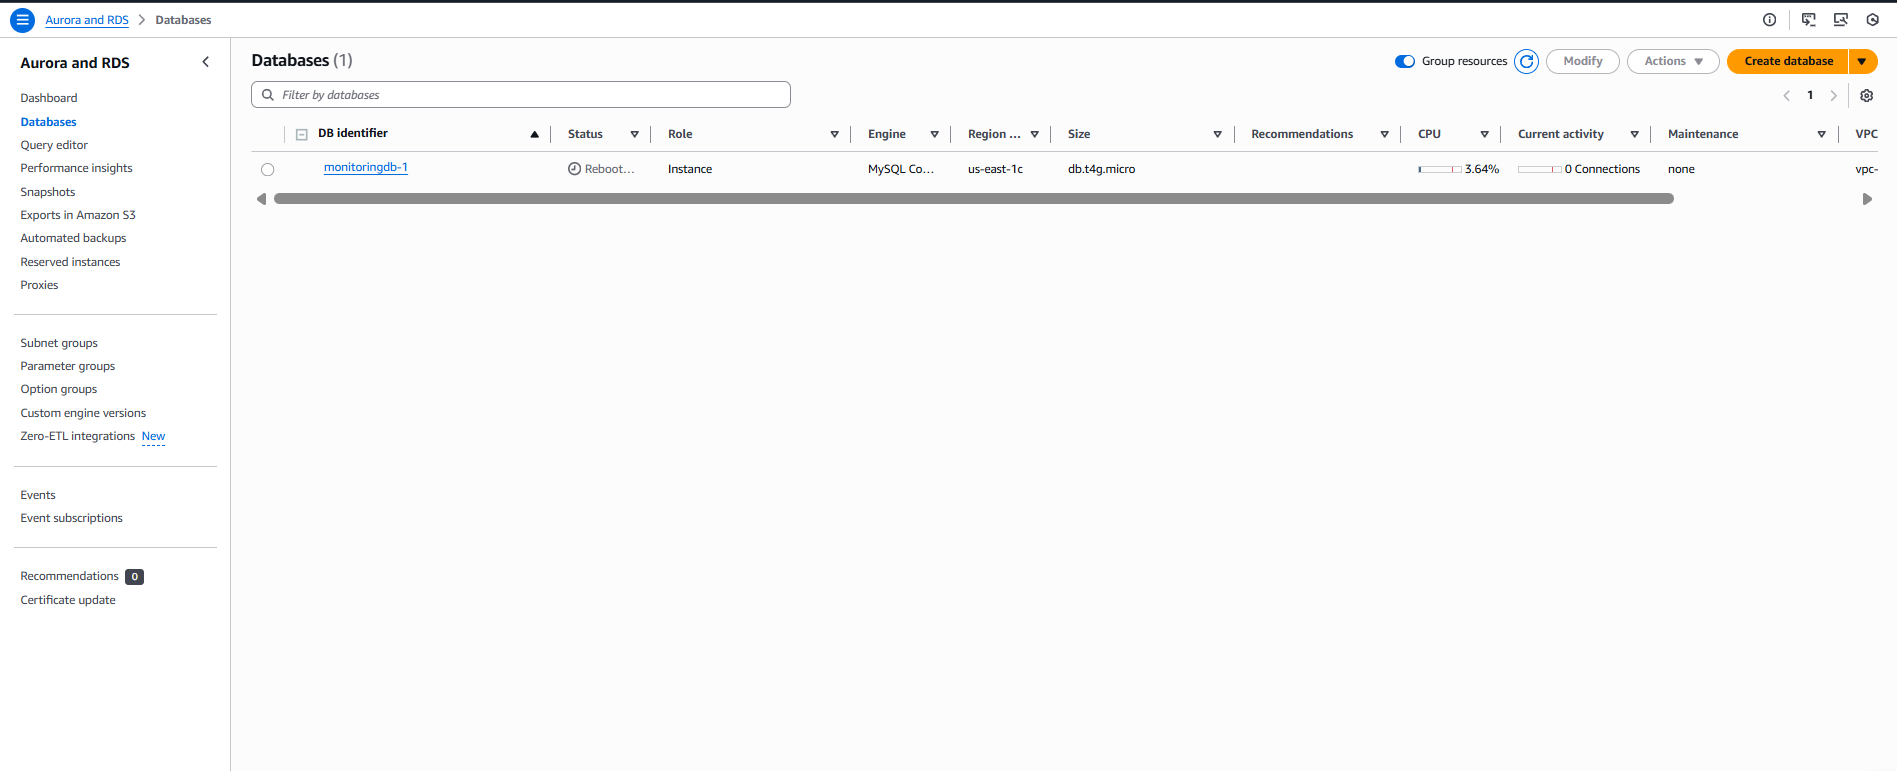 Aurora and RDS > Databases
Aurora and RDS
Dashboard
Databases
Query editor
Performance insights
Snapshots
Exports in Amazon S3
Automated backups
Reserved instances
Proxies
Subnet groups
Parameter groups
Option groups
Custom engine versions
Zero-ETL integrations New
Events
Event subscriptions
Recommendations 0
Certificate update
Databases (1)
Group resources Modify Actions Create database
Filter by databases
1
DB identifier Status Role Engine Region ... Size Recommendations CPU Current activity Maintenance VPC
monitoringdb-1 Reboot... Instance MySQL Co... us-east-1c db.t4g.micro 3.64% 0 Connections none vpc-